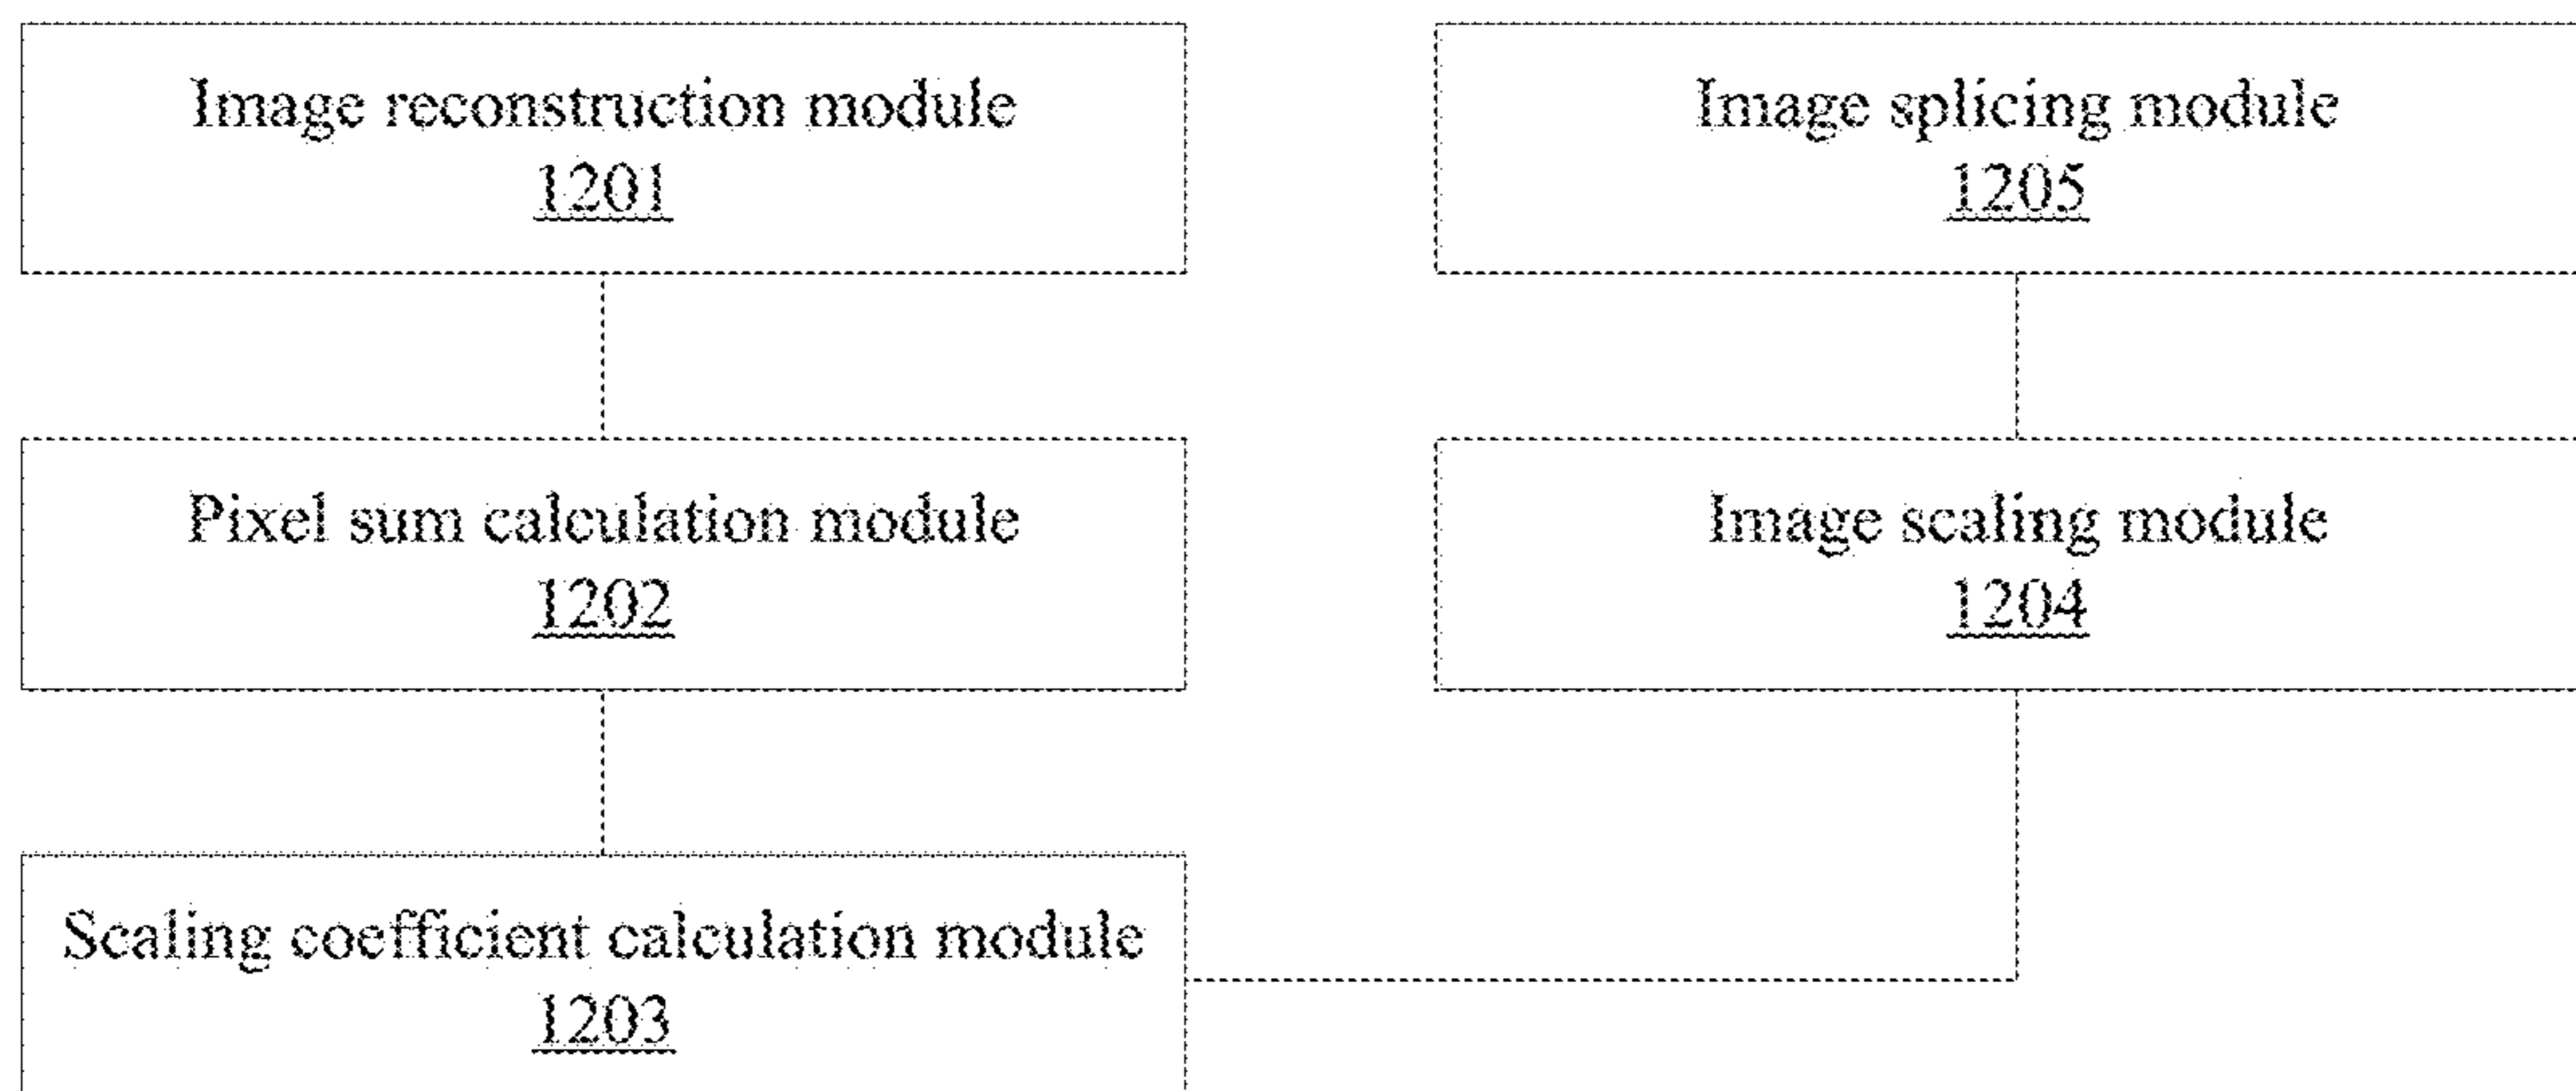 Image reconstruction module
1201
Image splicing module
1205
Pixel sum calculation module
1202
Image scaling module
1204
Scaling coefficient calculation module
1203